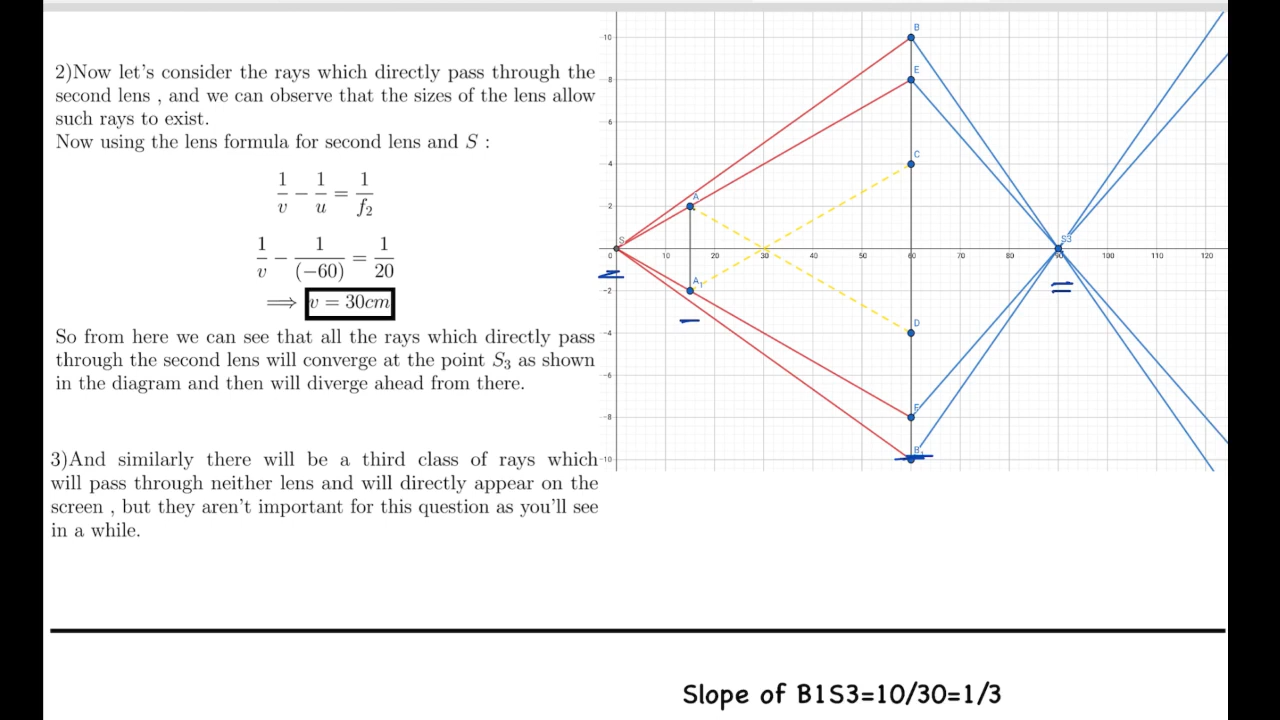 2)Now let's consider the rays which directly pass through the
second lens , and we can observe that the sizes of the lens allow
such rays to exist.
Now using the lens formula for second lens and S :
1/v − 1/u = 1/f₂
1/v − 1/(−60) = 1/20
⟹ v = 30cm
So from here we can see that all the rays which directly pass
through the second lens will converge at the point S₃ as shown
in the diagram and then will diverge ahead from there.
3)And similarly there will be a third class of rays which
will pass through neither lens and will directly appear on the
screen , but they aren't important for this question as you'll see
in a while.
B
10
E
8
6
C
4
A
2
S
S3
0 10 20 30 40 50 60 70 80 90 100 110 120
A₁
−2
D
−4
−6
F
−8
B₁
−10
Slope of B1S3=10/30=1/3